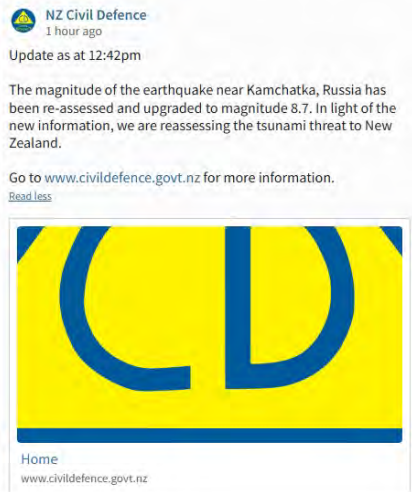 NZ Civil Defence
1 hour ago
Update as at 12:42pm
The magnitude of the earthquake near Kamchatka, Russia has
been re-assessed and upgraded to magnitude 8.7. In light of the
new information, we are reassessing the tsunami threat to New
Zealand.
Go to www.civildefence.govt.nz for more information.
Read less
CD
Home
www.civildefence.govt.nz